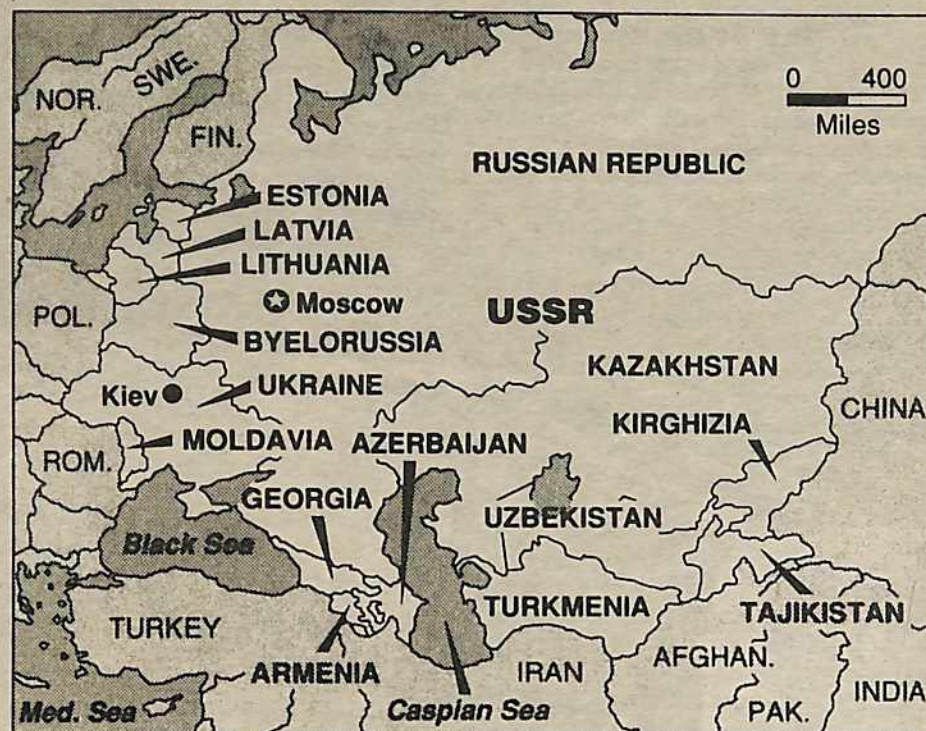 NOR.
SWE.
FIN.
0 400
Miles
RUSSIAN REPUBLIC
ESTONIA
LATVIA
LITHUANIA
Moscow
USSR
POL.
BYELORUSSIA
KAZAKHSTAN
Kiev
UKRAINE
CHINA
KIRGHIZIA
MOLDAVIA
AZERBAIJAN
ROM.
GEORGIA
UZBEKISTAN
Black Sea
TURKMENIA
TAJIKISTAN
TURKEY
ARMENIA
IRAN
AFGHAN.
INDIA
Med. Sea
Caspian Sea
PAK.